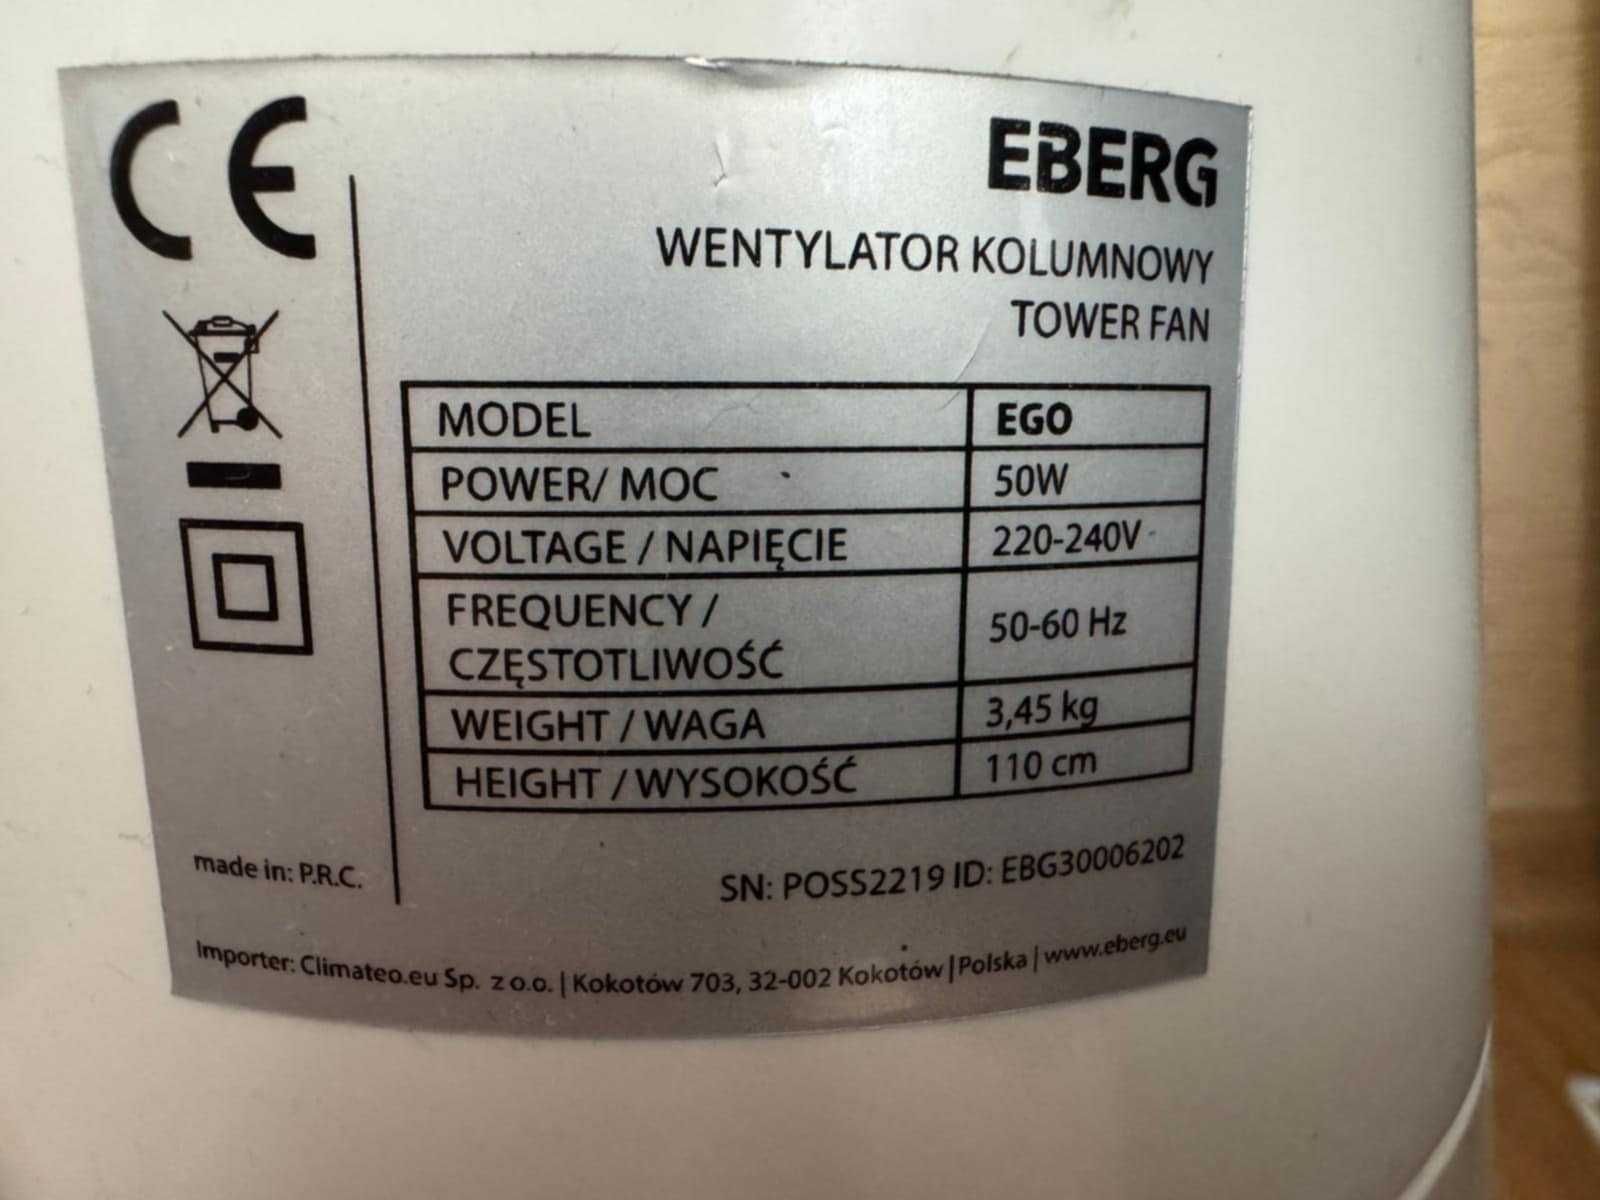 CE
EBERG
WENTYLATOR KOLUMNOWY
TOWER FAN
MODEL EGO
POWER/ MOC 50W
VOLTAGE / NAPIĘCIE 220-240V
FREQUENCY /
CZĘSTOTLIWOŚĆ 50-60 Hz
WEIGHT / WAGA 3,45 kg
HEIGHT / WYSOKOŚĆ 110 cm
made in: P.R.C.
SN: POSS2219 ID: EBG30006202
Importer: Climateo.eu Sp. z o.o. | Kokotów 703, 32-002 Kokotów | Polska | www.eberg.eu